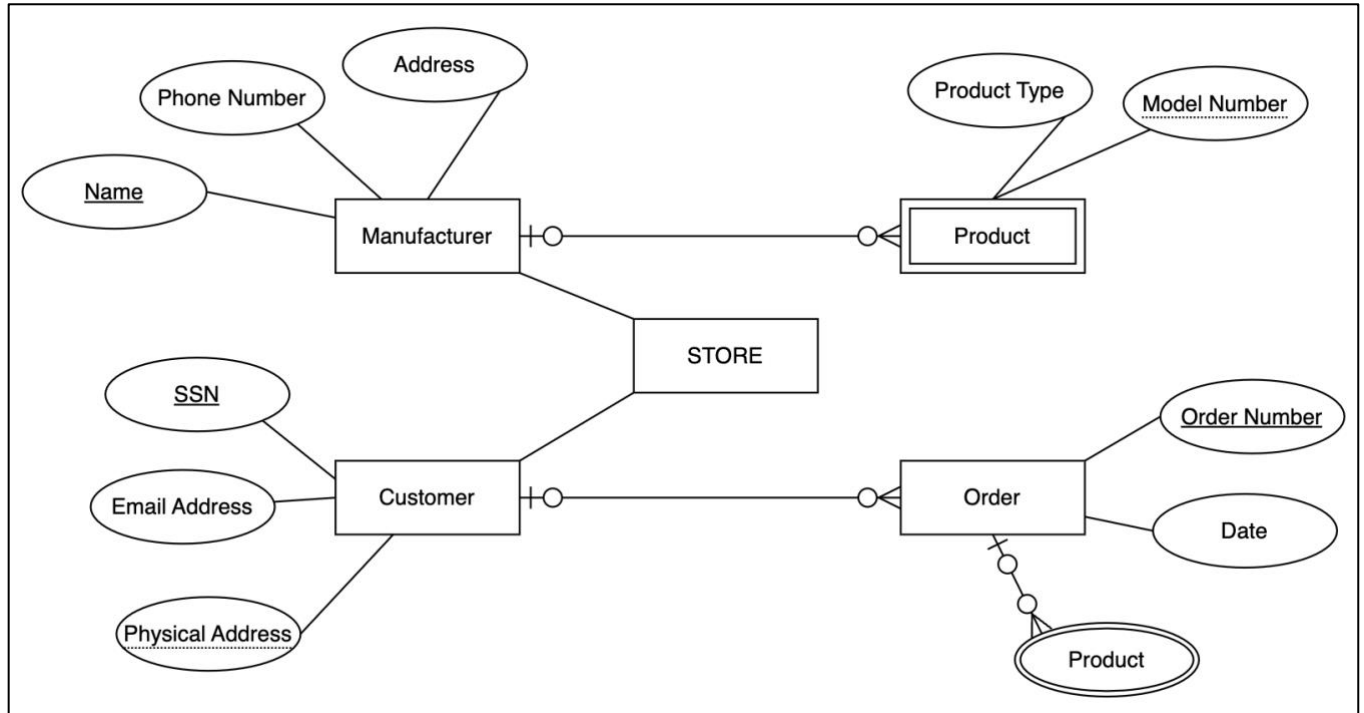 Address
Phone Number
Product Type
Model Number
Name
Manufacturer
Product
STORE
SSN
Order Number
Email Address
Customer
Order
Date
Physical Address
Product